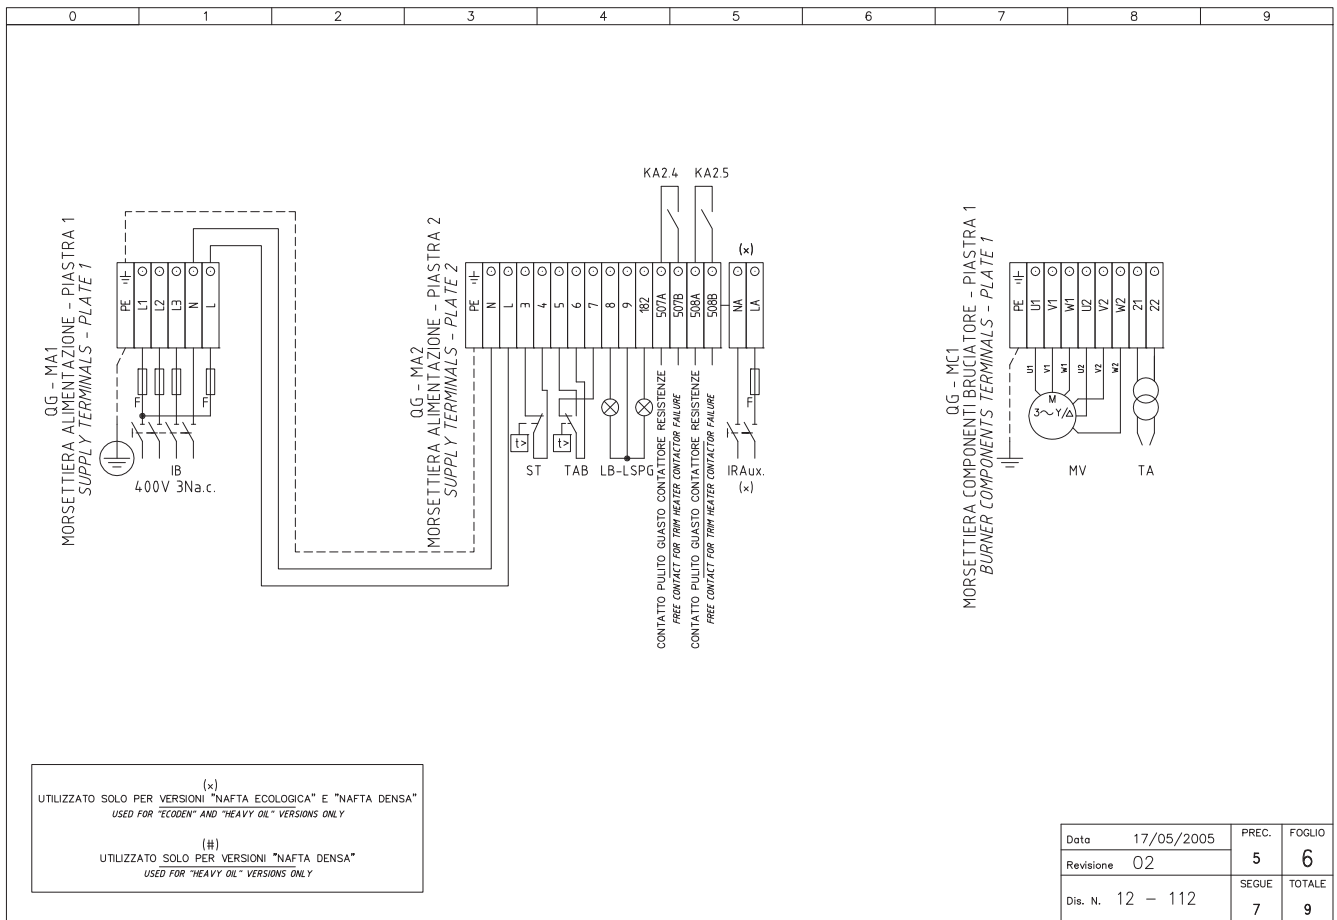 0 1 2 3 4 5 6 7 8 9
KA2.4 KA2.5
QG - MA1
MORSETTIERA ALIMENTAZIONE - PIASTRA 1
SUPPLY TERMINALS - PLATE 1
PE L1 L2 L3 N L
F F
IB
400V 3Na.c.
QG - MA2
MORSETTIERA ALIMENTAZIONE - PIASTRA 2
SUPPLY TERMINALS - PLATE 2
(x)
PE N L 3 4 5 6 7 8 9 182 507A 507B 508A 508B NA LA
t> t>
F
ST TAB LB-LSPG
CONTATTO PULITO GUASTO CONTATTORE RESISTENZE
FREE CONTACT FOR TRIM HEATER CONTACTOR FAILURE
CONTATTO PULITO GUASTO CONTATTORE RESISTENZE
FREE CONTACT FOR TRIM HEATER CONTACTOR FAILURE
IRAux.
(x)
QG - MC1
MORSETTIERA COMPONENTI BRUCIATORE - PIASTRA 1
BURNER COMPONENTS TERMINALS - PLATE 1
PE U1 V1 W1 U2 V2 W2 21 22
U1 V1 W1 U2 V2 W2
M
3~ Y/Δ
MV TA
(x)
UTILIZZATO SOLO PER VERSIONI "NAFTA ECOLOGICA" E "NAFTA DENSA"
USED FOR "ECODEN" AND "HEAVY OIL" VERSIONS ONLY
(#)
UTILIZZATO SOLO PER VERSIONI "NAFTA DENSA"
USED FOR "HEAVY OIL" VERSIONS ONLY
Data 17/05/2005
Revisione 02
Dis. N. 12 - 112
PREC. FOGLIO
5 6
SEGUE TOTALE
7 9